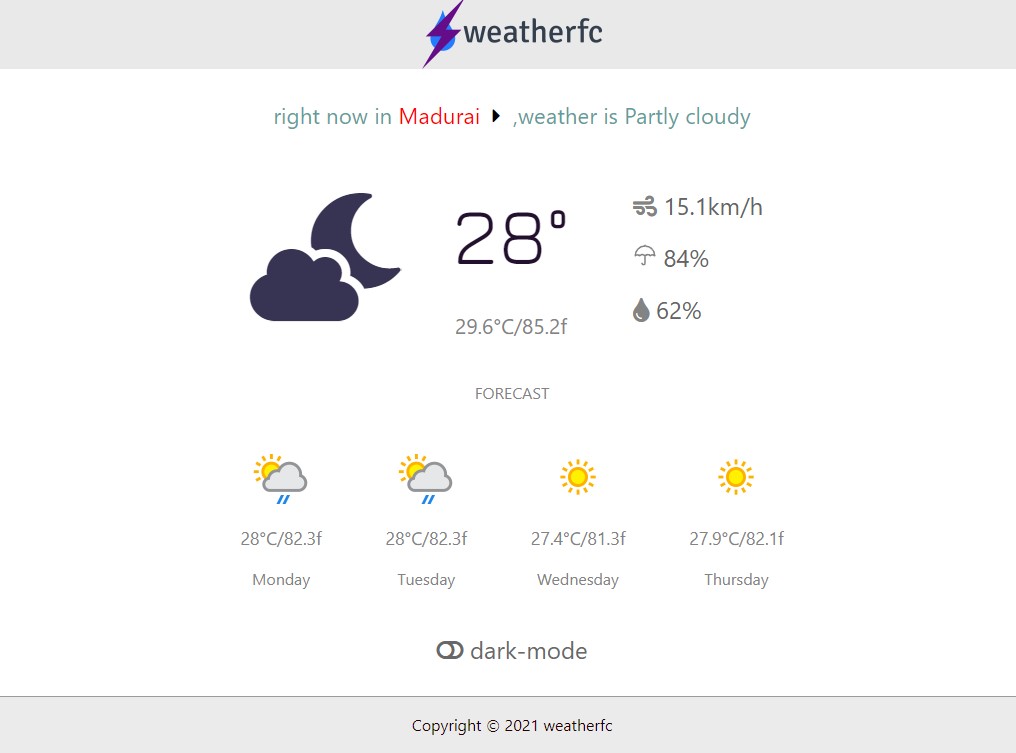 weatherfc
right now in Madurai ,weather is Partly cloudy
28°
15.1km/h
84%
62%
29.6°C/85.2f
FORECAST
28°C/82.3f
28°C/82.3f
27.4°C/81.3f
27.9°C/82.1f
Monday
Tuesday
Wednesday
Thursday
dark-mode
Copyright © 2021 weatherfc